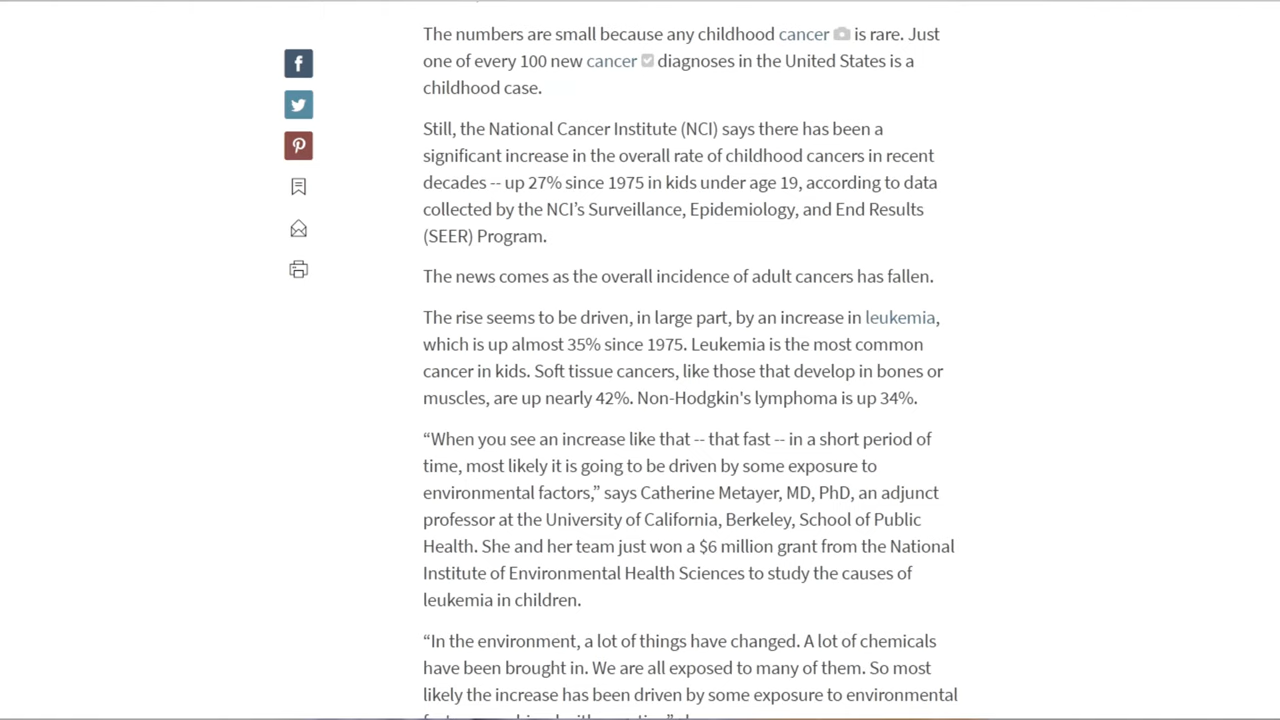 The numbers are small because any childhood cancer is rare. Just
one of every 100 new cancer diagnoses in the United States is a
childhood case.
Still, the National Cancer Institute (NCI) says there has been a
significant increase in the overall rate of childhood cancers in recent
decades -- up 27% since 1975 in kids under age 19, according to data
collected by the NCI’s Surveillance, Epidemiology, and End Results
(SEER) Program.
The news comes as the overall incidence of adult cancers has fallen.
The rise seems to be driven, in large part, by an increase in leukemia,
which is up almost 35% since 1975. Leukemia is the most common
cancer in kids. Soft tissue cancers, like those that develop in bones or
muscles, are up nearly 42%. Non-Hodgkin's lymphoma is up 34%.
“When you see an increase like that -- that fast -- in a short period of
time, most likely it is going to be driven by some exposure to
environmental factors,” says Catherine Metayer, MD, PhD, an adjunct
professor at the University of California, Berkeley, School of Public
Health. She and her team just won a $6 million grant from the National
Institute of Environmental Health Sciences to study the causes of
leukemia in children.
“In the environment, a lot of things have changed. A lot of chemicals
have been brought in. We are all exposed to many of them. So most
likely the increase has been driven by some exposure to environmental